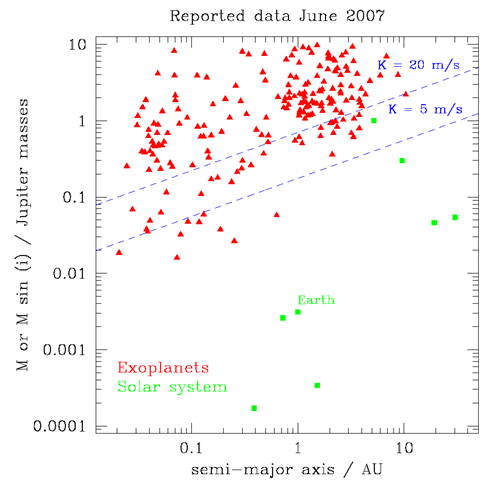 Reported data June 2007
10
1
0.1
0.01
0.001
0.0001
M or M sin (i) / Jupiter masses
K = 20 m/s
K = 5 m/s
Earth
Exoplanets
Solar system
0.1
1
10
semi-major axis / AU